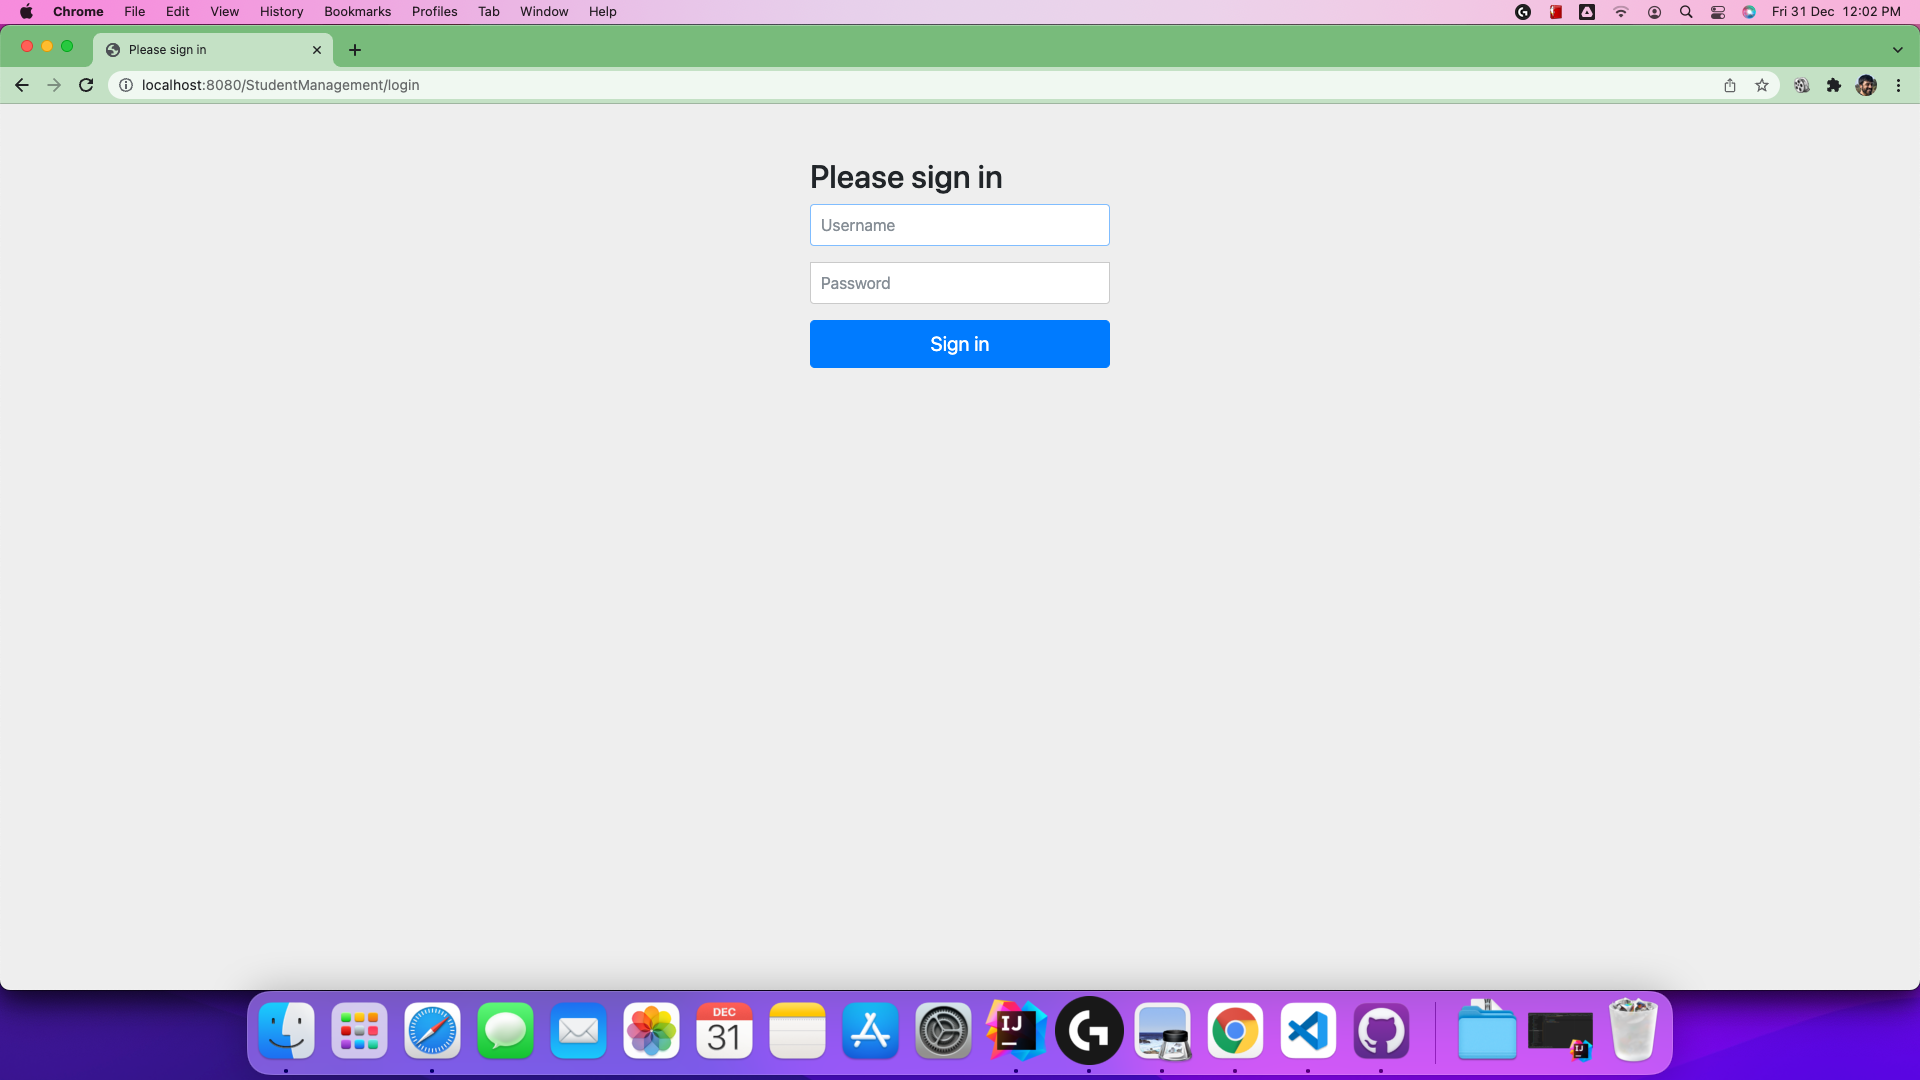 Chrome File Edit View History Bookmarks Profiles Tab Window Help Fri 31 Dec 12:02 PM
Please sign in
localhost:8080/StudentManagement/login
Please sign in
Username
Password
Sign in
DEC
31
IJ
IJ